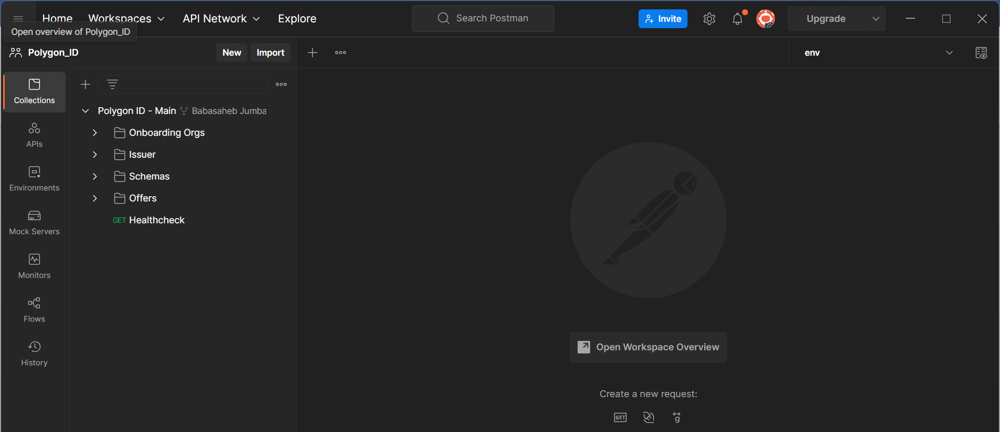 Home Workspaces API Network Explore Search Postman Invite Upgrade
Open overview of Polygon_ID
Polygon_ID New Import env
Collections
APIs
Environments
Mock Servers
Monitors
Flows
History
Polygon ID - Main Babasaheb Jumba
Onboarding Orgs
Issuer
Schemas
Offers
GET Healthcheck
Open Workspace Overview
Create a new request:
GET
g